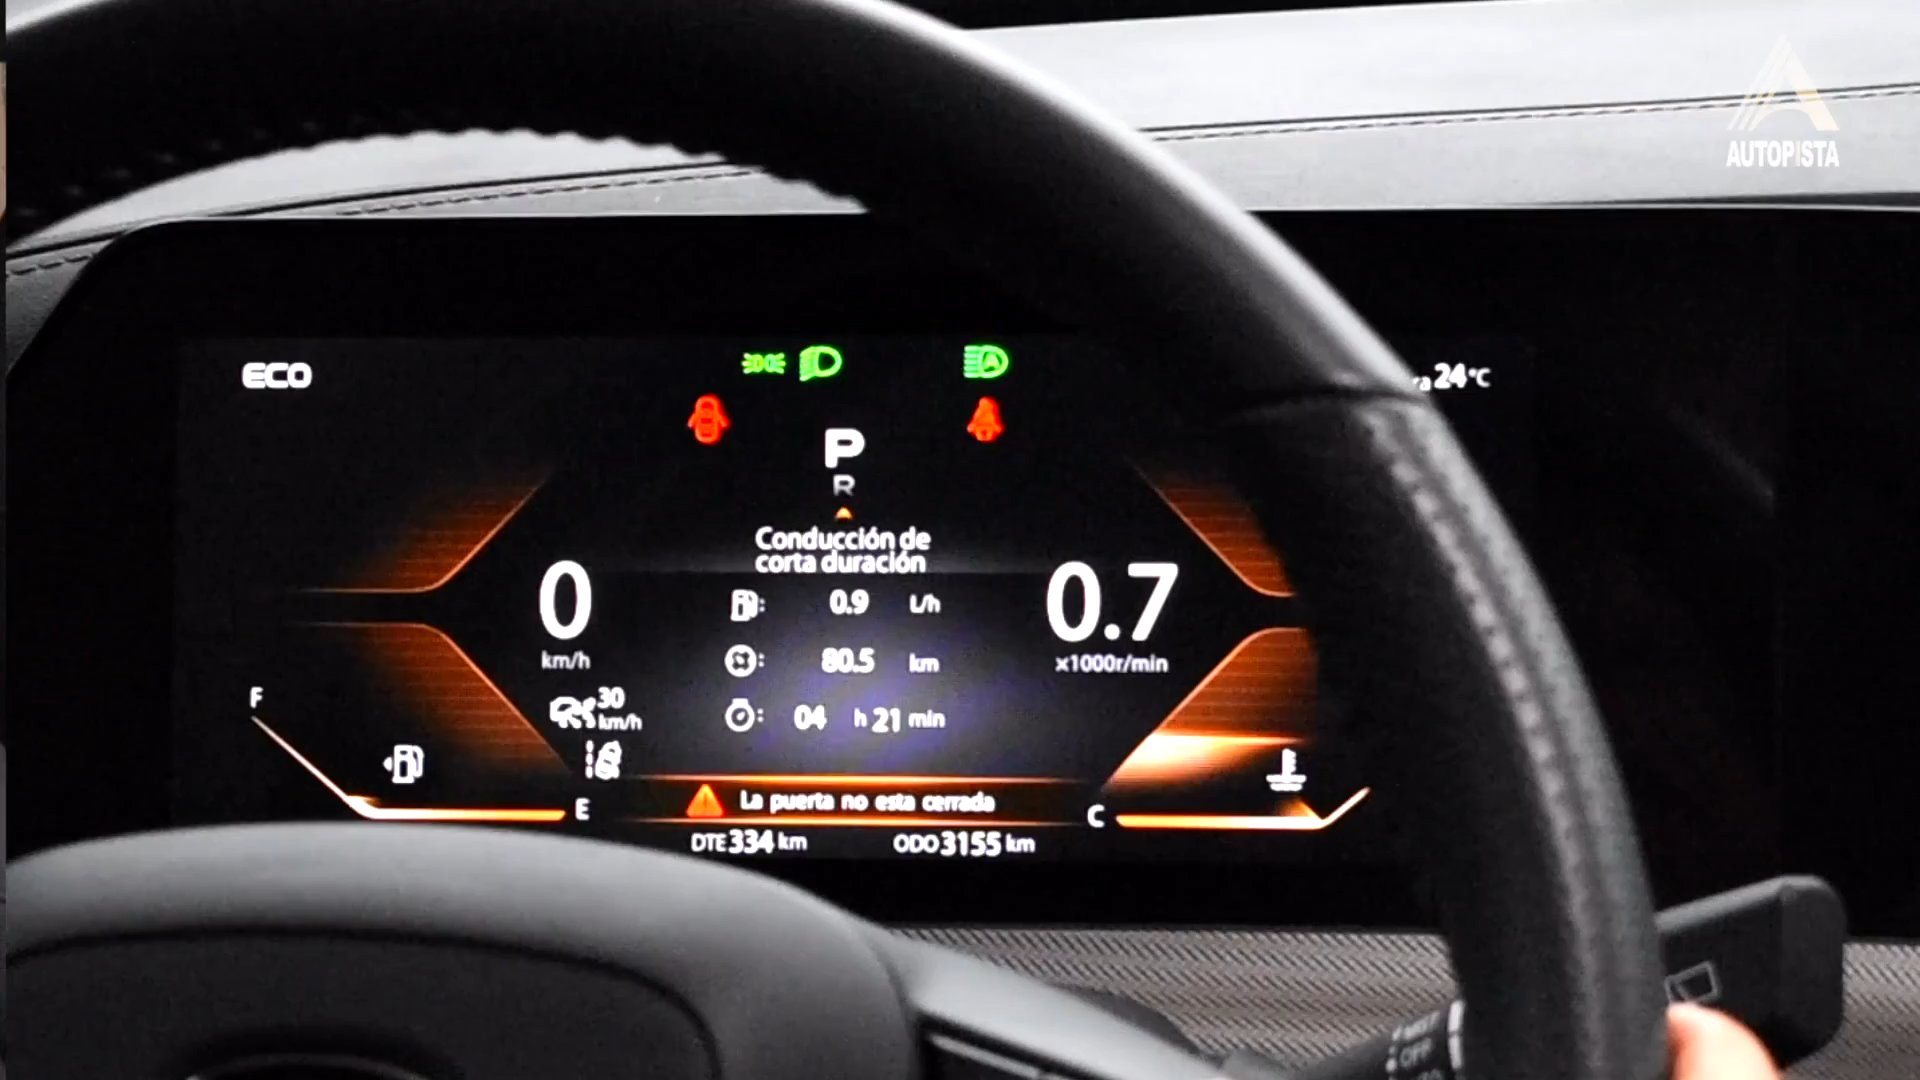 AUTOPISTA
ECO
24°C
P
R
Conducción de
corta duración
0
km/h
0.9 L/h
80.5 km
04 h 21 min
0.7
x1000r/min
30
km/h
F
E
La puerta no esta cerrada
C
DTE 334 km
ODO 3155 km
OFF